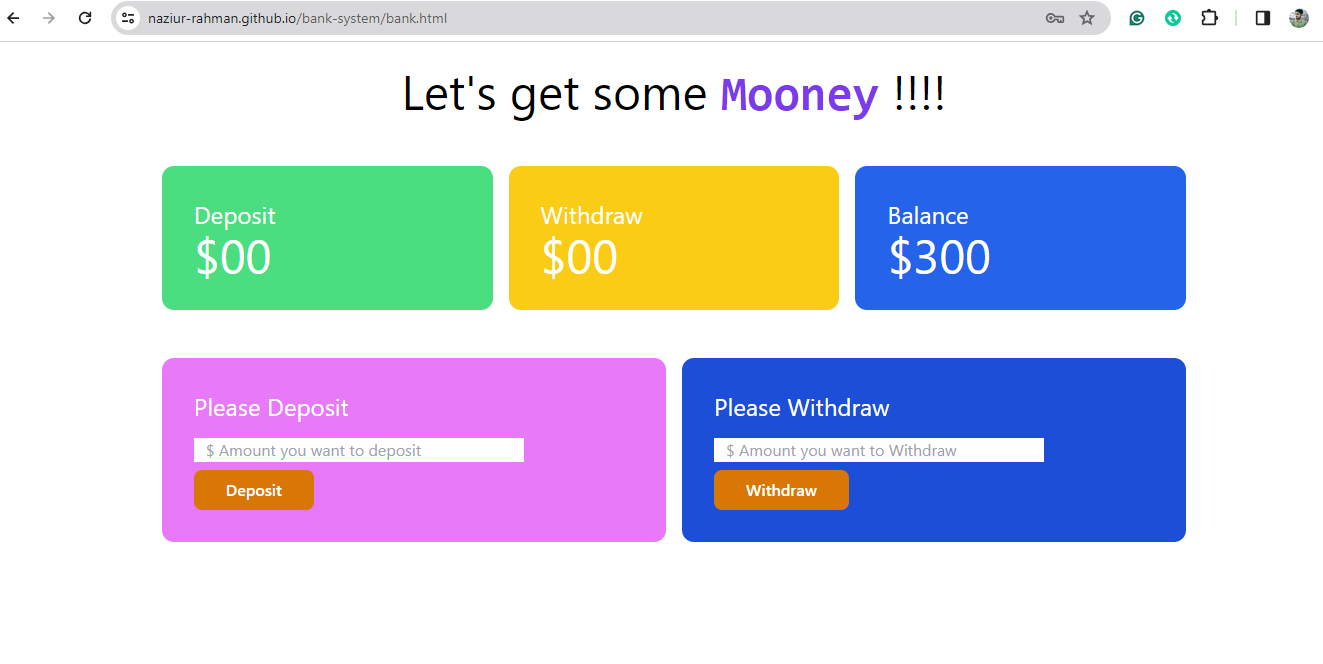 naziur-rahman.github.io/bank-system/bank.html
Let's get some Mooney !!!!
Deposit
$00
Withdraw
$00
Balance
$300
Please Deposit
$ Amount you want to deposit
Deposit
Please Withdraw
$ Amount you want to Withdraw
Withdraw